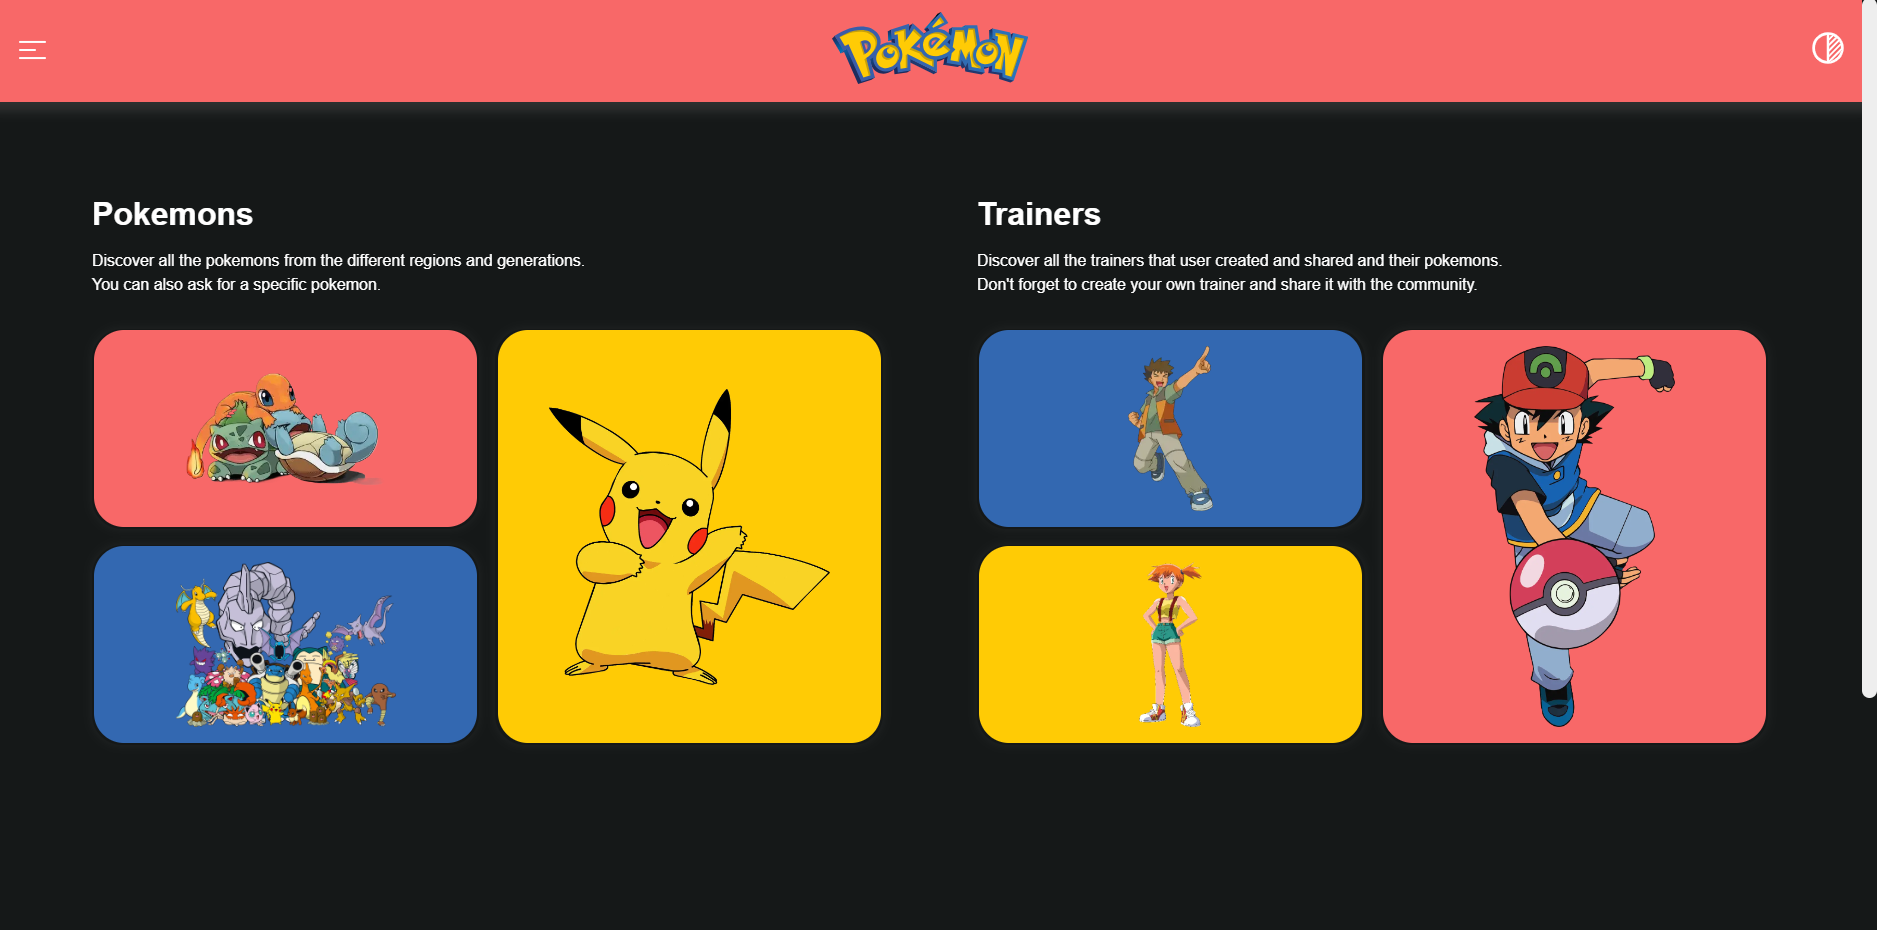 POKéMON
Pokemons
Discover all the pokemons from the different regions and generations.
You can also ask for a specific pokemon.
Trainers
Discover all the trainers that user created and shared and their pokemons.
Don't forget to create your own trainer and share it with the community.